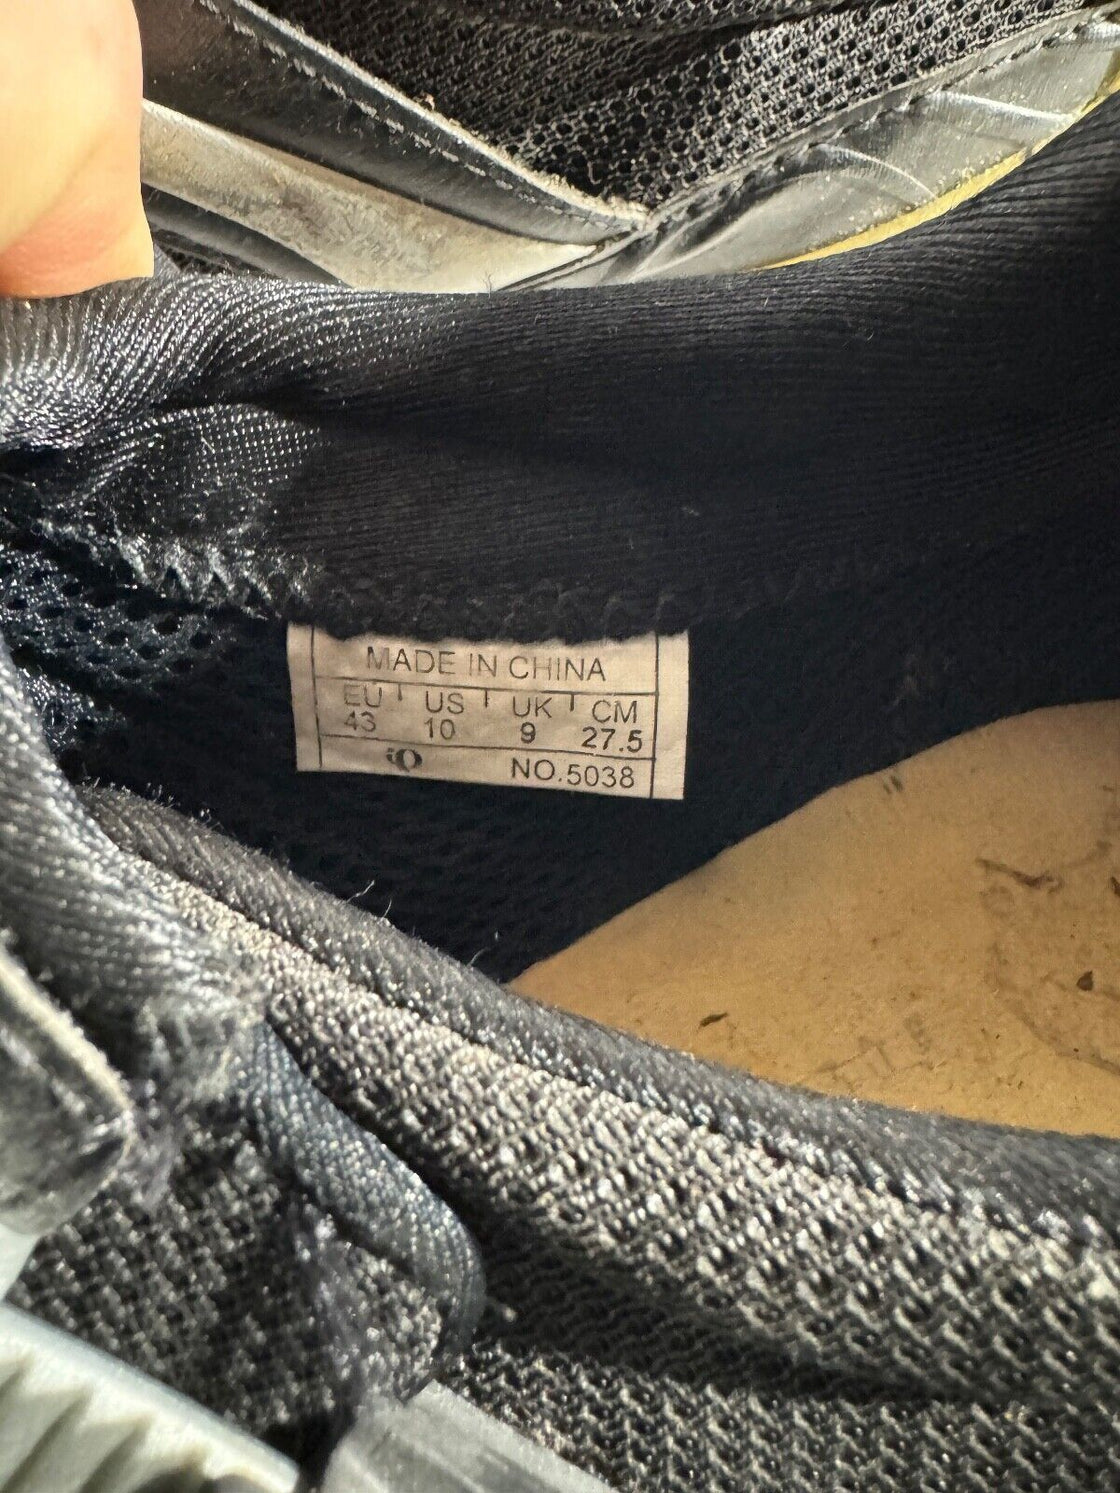 MADE IN CHINA
EU US UK CM
43 10 9 27.5
NO.5038